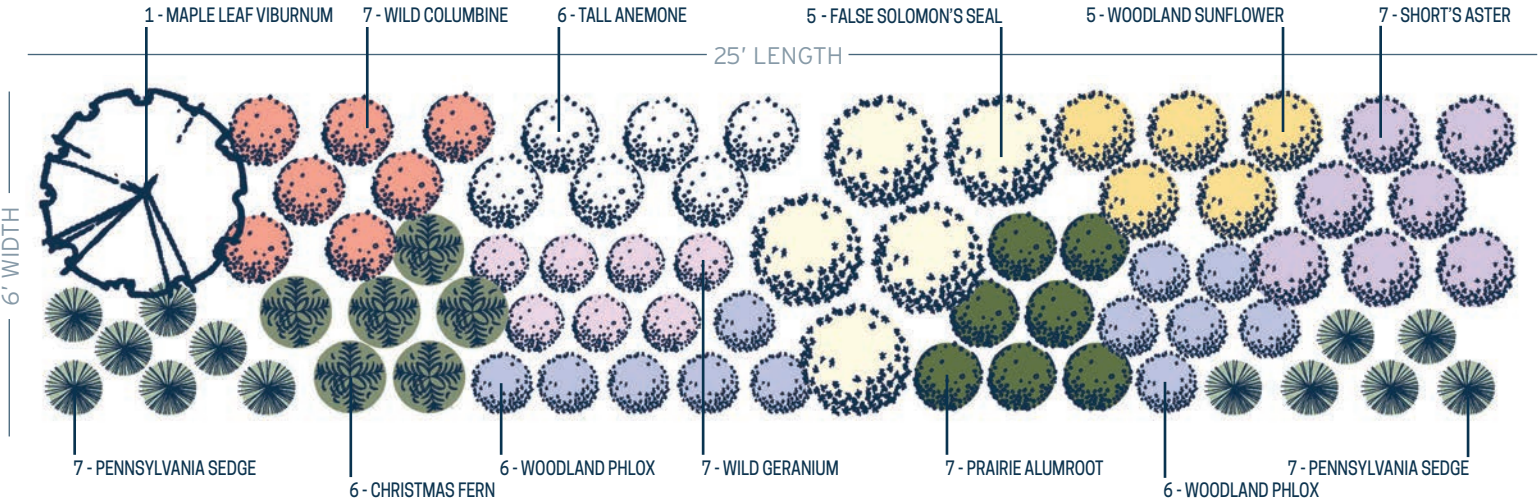 1 - MAPLE LEAF VIBURNUM
7 - WILD COLUMBINE
6 - TALL ANEMONE
5 - FALSE SOLOMON'S SEAL
5 - WOODLAND SUNFLOWER
7 - SHORT'S ASTER
25' LENGTH
6' WIDTH
7 - PENNSYLVANIA SEDGE
6 - CHRISTMAS FERN
6 - WOODLAND PHLOX
7 - WILD GERANIUM
7 - PRAIRIE ALUMROOT
6 - WOODLAND PHLOX
7 - PENNSYLVANIA SEDGE